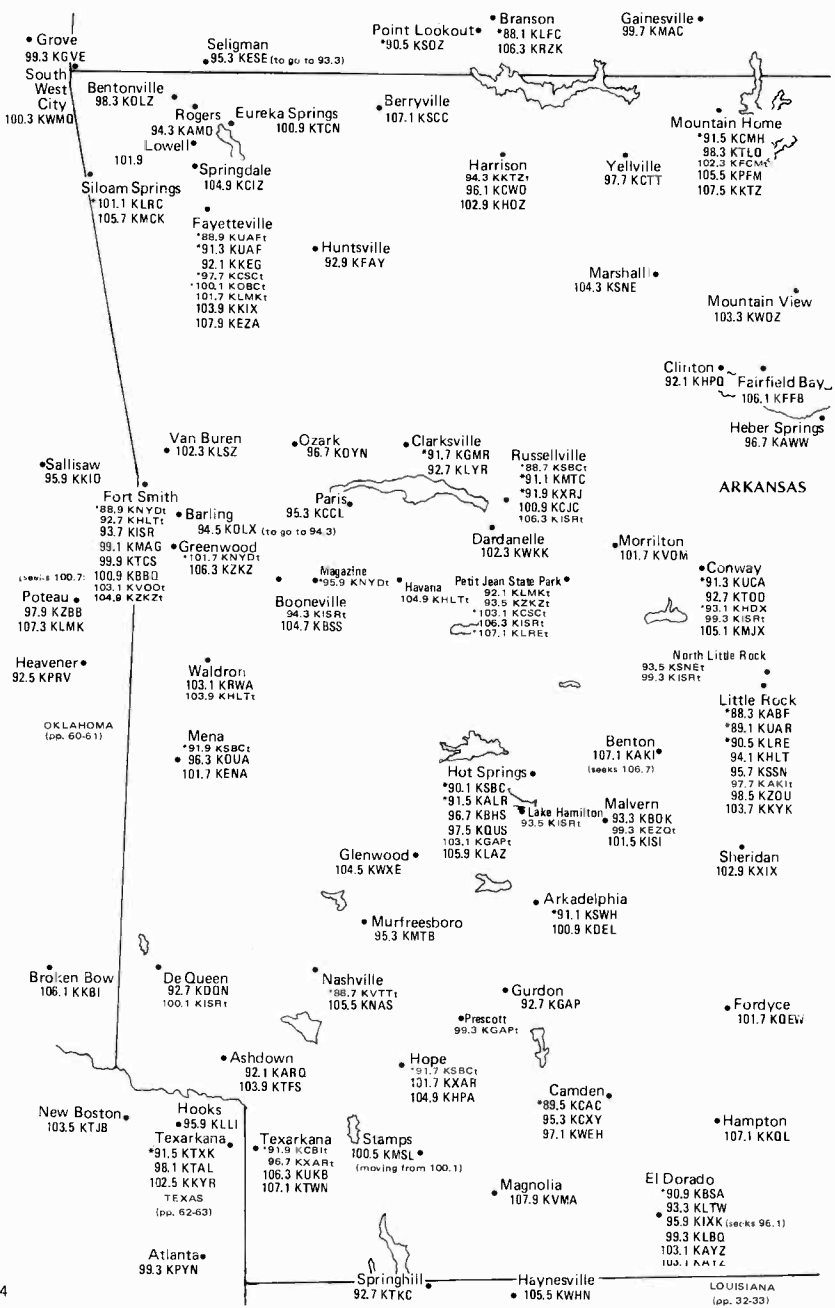 Grove
99.3 KGVE
South
West
City
100.3 KWMQ
Seligman
95.3 KESE (to go to 93.3)
Point Lookout
*90.5 KSOZ
Branson
*88.1 KLFC
106.3 KRZK
Gainesville
99.7 KMAC
Bentonville
98.3 KOLZ
Rogers
94.3 KAMO
Eureka Springs
100.9 KTCN
Berryville
107.1 KSCC
Lowell
101.9
Springdale
104.9 KCIZ
Siloam Springs
*101.1 KLRC
105.7 KMCK
Harrison
94.3 KKTZt
96.1 KCWD
102.9 KHOZ
Yellville
97.7 KCTT
Mountain Home
*91.5 KCMH
98.3 KTLO
102.3 KFCMt
105.5 KPFM
107.5 KKTZ
Fayetteville
*88.9 KUAFt
*91.3 KUAF
92.1 KKEG
*97.7 KCSCt
*100.1 KOBCt
101.7 KLMKt
103.9 KKIX
107.9 KEZA
Huntsville
92.9 KFAY
Marshall
104.3 KSNE
Mountain View
103.3 KWOZ
Clinton
92.1 KHPQ
Fairfield Bay
106.1 KFFB
Heber Springs
96.7 KAWW
Van Buren
102.3 KLSZ
Ozark
96.7 KOYN
Clarksville
*91.7 KGMR
92.7 KLYR
Russellville
*88.7 KSBCt
*91.1 KMTC
*91.9 KXRJ
100.9 KCJC
106.3 KISRt
ARKANSAS
Sallisaw
95.9 KKID
Fort Smith
*88.9 KNYDt
92.7 KHLTt
93.7 KISR
99.1 KMAG
99.9 KTCS
(seeks 100.7) 100.9 KBBQ
103.1 KVOOt
104.9 KZKZt
Barling
94.5 KOLX (to go to 94.3)
Greenwood
*101.7 KNYDt
106.3 KZKZ
Paris
95.3 KCCL
Dardanelle
102.3 KWKK
Morrilton
101.7 KVOM
Poteau
97.9 KZBB
107.3 KLMK
Booneville
94.3 KISRt
104.7 KBSS
Magazine
*95.9 KNYDt
Havana
104.9 KHLTt
Petit Jean State Park
92.1 KLMKt
93.5 KZKZt
*103.1 KCSCt
106.3 KISRt
*107.1 KLREt
Conway
*91.3 KUCA
92.7 KTOD
*93.1 KHDX
99.3 KISRt
105.1 KMJX
Heavener
92.5 KPRV
Waldron
103.1 KRWA
103.9 KHLTt
North Little Rock
93.5 KSNEt
99.3 KISRt
Little Rock
*88.3 KABF
*89.1 KUAR
*90.5 KLRE
94.1 KHLT
95.7 KSSN
97.7 KAKIt
98.5 KZOU
103.7 KKYK
OKLAHOMA
(pp. 60-61)
Mena
*91.9 KSBCt
96.3 KOUA
101.7 KENA
Benton
107.1 KAKI
(seeks 106.7)
Hot Springs
*90.1 KSBC
*91.5 KALR
96.7 KBHS
97.5 KQUS
103.1 KGAPt
105.9 KLAZ
Lake Hamilton
93.5 KISRt
Malvern
93.3 KBOK
99.3 KEZQt
101.5 KISI
Sheridan
102.9 KXIX
Glenwood
104.5 KWXE
Arkadelphia
*91.1 KSWH
100.9 KDEL
Murfreesboro
95.3 KMTB
Broken Bow
106.1 KKBI
De Queen
92.7 KDQN
100.1 KISRt
Nashville
*88.7 KVTTt
105.5 KNAS
Gurdon
92.7 KGAP
Prescott
99.3 KGAPt
Fordyce
101.7 KQEW
Ashdown
92.1 KARQ
103.9 KTFS
Hope
*91.7 KSBCt
101.7 KXAR
104.9 KHPA
Camden
*89.5 KCAC
95.3 KCXY
97.1 KWEH
New Boston
103.5 KTJB
Hooks
95.9 KLLI
Texarkana
*91.5 KTXK
98.1 KTAL
102.5 KKYR
TEXAS
(pp. 62-63)
Texarkana
*91.9 KCBIt
96.7 KXARt
106.3 KUKB
107.1 KTWN
Stamps
100.5 KMSL
(moving from 100.1)
Hampton
107.1 KKOL
Magnolia
107.9 KVMA
El Dorado
*90.9 KBSA
93.3 KLTW
95.9 KIXK (seeks 96.1)
99.3 KLBQ
103.1 KAYZ
Atlanta
99.3 KPYN
4
Springhill
92.7 KTKC
Haynesville
105.5 KWHN
LOUISIANA
(pp. 32-33)